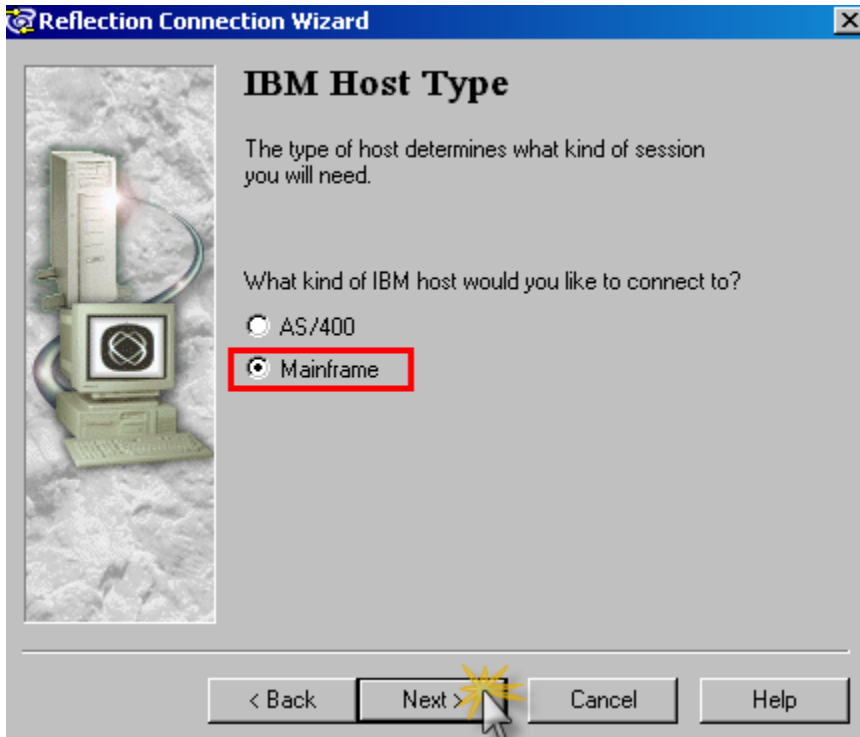 Reflection Connection Wizard
IBM Host Type
The type of host determines what kind of session
you will need.
What kind of IBM host would you like to connect to?
AS/400
Mainframe
< Back
Next >
Cancel
Help